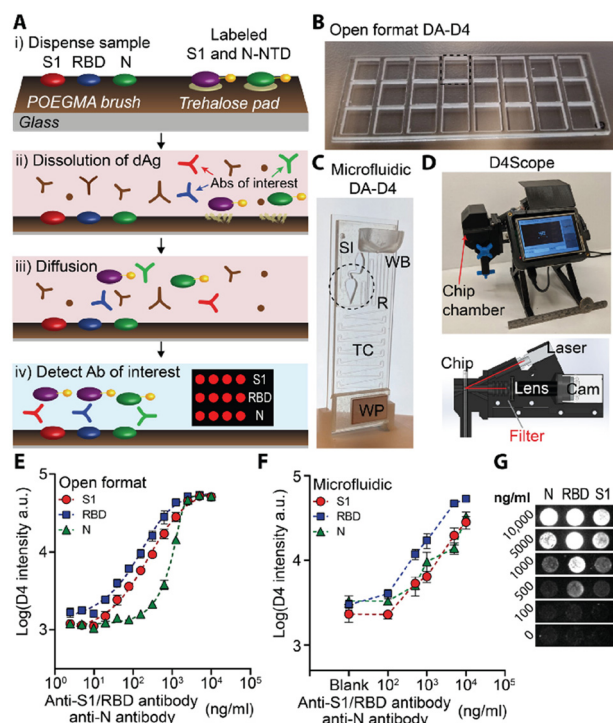 A
i) Dispense sample
S1 RBD N
Labeled
S1 and N-NTD
POEGMA brush
Trehalose pad
Glass
ii) Dissolution of dAg
Abs of interest
iii) Diffusion
iv) Detect Ab of interest
S1
RBD
N
B
Open format DA-D4
C
Microfluidic
DA-D4
SI
WB
R
TC
WP
D
D4Scope
Chip
chamber
Laser
Chip
Lens
Cam
Filter
E
Open format
S1
RBD
N
Log(D4 intensity a.u.)
5
4
3
10⁰ 10¹ 10² 10³ 10⁴ 10⁵
Anti-S1/RBD antibody
anti-N antibody
(ng/ml)
F
Microfluidic
S1
RBD
N
Log(D4 intensity a.u.)
5
4
3
Blank 10² 10³ 10⁴ 10⁵
Anti-S1/RBD antibody
anti-N antibody
(ng/ml)
G
ng/ml N RBD S1
10,000
5000
1000
500
100
0